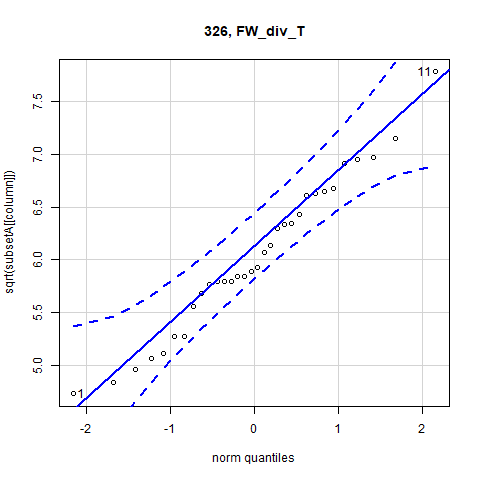 326, FW_div_T
sqrt(subsetA[[column]])
7.5
7.0
6.5
6.0
5.5
5.0
11
1
-2 -1 0 1 2
norm quantiles